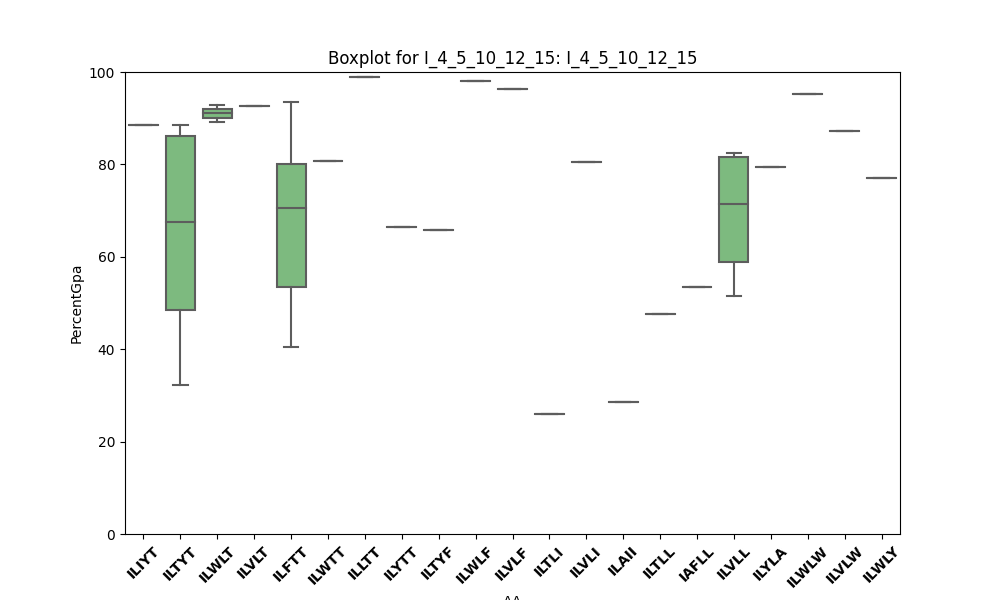 Boxplot for I_4_5_10_12_15: I_4_5_10_12_15
100
80
60
40
20
0
PercentGpa
ILIYT
ILTYT
ILWLT
ILVLT
ILFTT
ILWTT
ILLTT
ILYTT
ILTYF
ILWLF
ILVLF
ILTLI
ILVLI
ILAII
ILTLL
IAFLL
ILVLL
ILYLA
ILWLW
ILVLW
ILWLY
AA